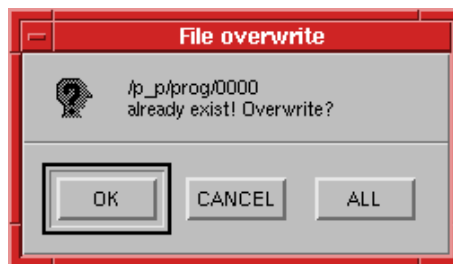 File overwrite
/p_p/prog/0000
already exist! Overwrite?
OK
CANCEL
ALL